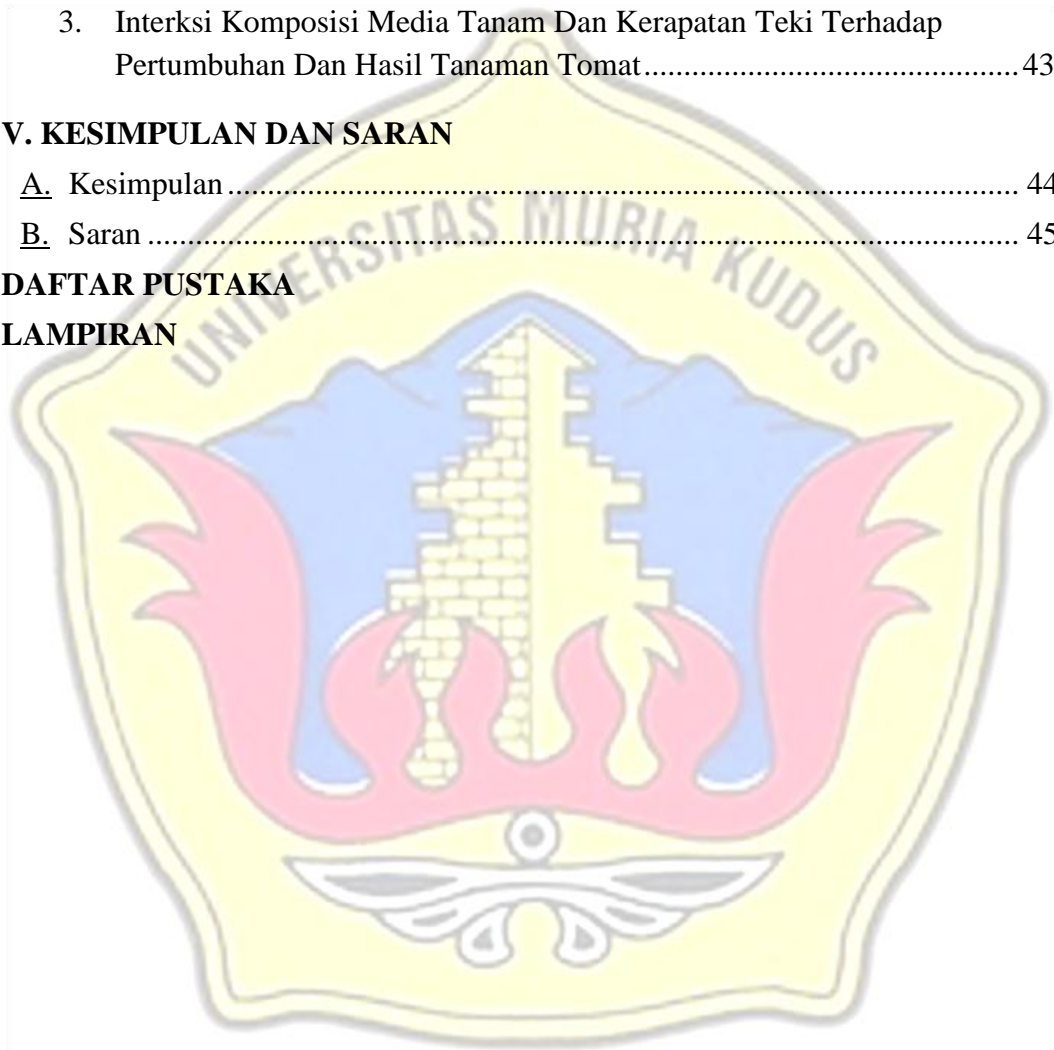 3. Interksi Komposisi Media Tanam Dan Kerapatan Teki Terhadap
Pertumbuhan Dan Hasil Tanaman Tomat.......................................... 43
V. KESIMPULAN DAN SARAN
A. Kesimpulan........................................................................................ 44
B. Saran ................................................................................................. 45
DAFTAR PUSTAKA
LAMPIRAN
UNIVERSITAS MURIA KUDUS